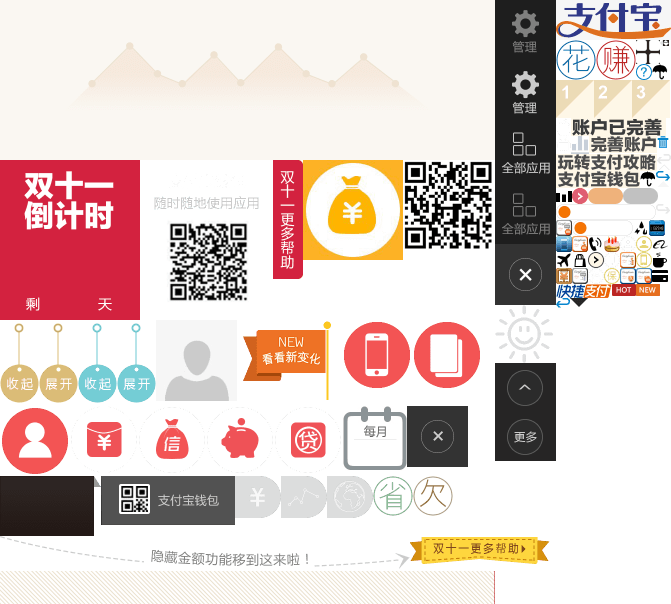 支付宝
管理
花
赚
?
管理
1 2 3
账户已完善
完善账户
全部应用
玩转支付攻略
支付宝钱包
双十一
倒计时
剩 天
随时随地使用应用
双十一更多帮助
¥
全部应用
快捷支付
HOT
NEW
收起
展开
收起
展开
NEW
看看新变化
更多
¥
信
贷
每月
支付宝钱包
¥
省
欠
隐藏金额功能移到这来啦！
双十一更多帮助